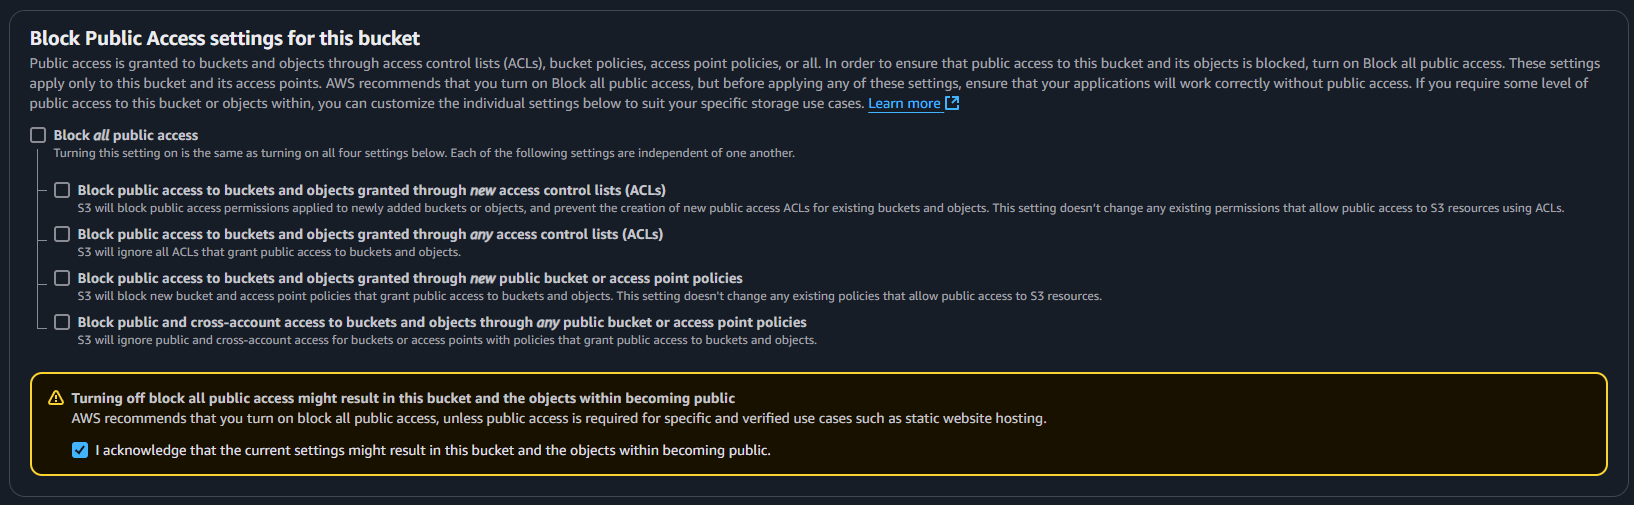 Block Public Access settings for this bucket
Public access is granted to buckets and objects through access control lists (ACLs), bucket policies, access point policies, or all. In order to ensure that public access to this bucket and its objects is blocked, turn on Block all public access. These settings
apply only to this bucket and its access points. AWS recommends that you turn on Block all public access, but before applying any of these settings, ensure that your applications will work correctly without public access. If you require some level of
public access to this bucket or objects within, you can customize the individual settings below to suit your specific storage use cases. Learn more
Block all public access
Turning this setting on is the same as turning on all four settings below. Each of the following settings are independent of one another.
Block public access to buckets and objects granted through new access control lists (ACLs)
S3 will block public access permissions applied to newly added buckets or objects, and prevent the creation of new public access ACLs for existing buckets and objects. This setting doesn't change any existing permissions that allow public access to S3 resources using ACLs.
Block public access to buckets and objects granted through any access control lists (ACLs)
S3 will ignore all ACLs that grant public access to buckets and objects.
Block public access to buckets and objects granted through new public bucket or access point policies
S3 will block new bucket and access point policies that grant public access to buckets and objects. This setting doesn't change any existing policies that allow public access to S3 resources.
Block public and cross-account access to buckets and objects through any public bucket or access point policies
S3 will ignore public and cross-account access for buckets or access points with policies that grant public access to buckets and objects.
Turning off block all public access might result in this bucket and the objects within becoming public
AWS recommends that you turn on block all public access, unless public access is required for specific and verified use cases such as static website hosting.
I acknowledge that the current settings might result in this bucket and the objects within becoming public.